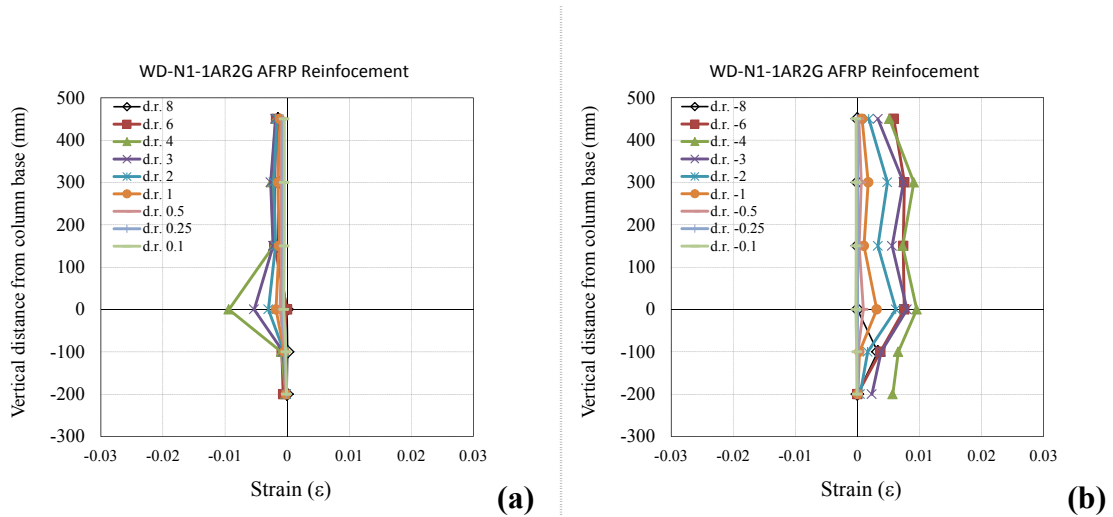 WD-N1-1AR2G AFRP Reinfocement
500
400
300
200
100
0
-100
-200
-300
Vertical distance from column base (mm)
d.r. 8
d.r. 6
d.r. 4
d.r. 3
d.r. 2
d.r. 1
d.r. 0.5
d.r. 0.25
d.r. 0.1
-0.03 -0.02 -0.01 0 0.01 0.02 0.03
Strain (ε)
(a)
WD-N1-1AR2G AFRP Reinfocement
500
400
300
200
100
0
-100
-200
-300
Vertical distance from column base (mm)
d.r. -8
d.r. -6
d.r. -4
d.r. -3
d.r. -2
d.r. -1
d.r. -0.5
d.r. -0.25
d.r. -0.1
-0.03 -0.02 -0.01 0 0.01 0.02 0.03
Strain (ε)
(b)